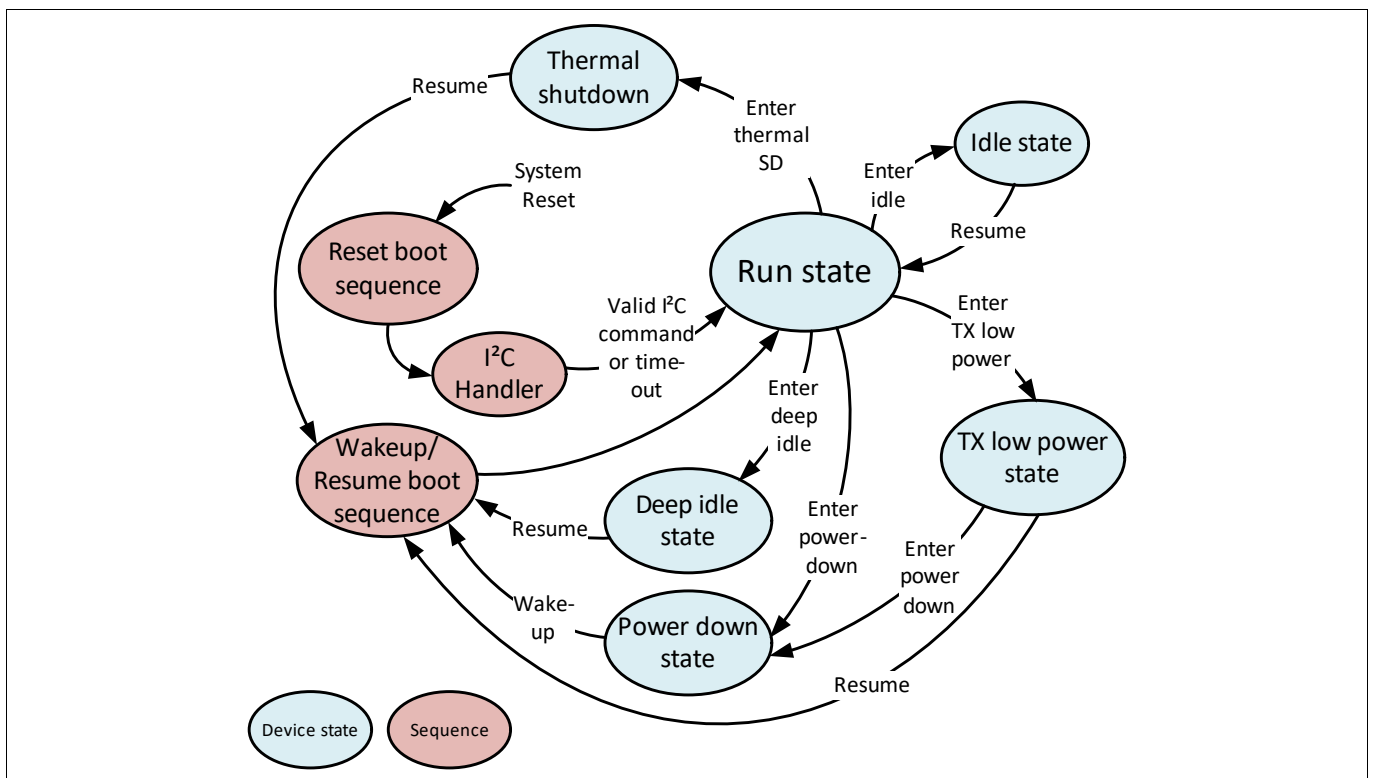 Thermal
shutdown
Resume
Enter
thermal
SD
Idle state
Enter
idle
System
Reset
Resume
Reset boot
sequence
Run state
Valid I²C
command
or time-
out
Enter
TX low
power
I²C
Handler
Enter
deep
idle
Wakeup/
Resume boot
sequence
TX low power
state
Deep idle
state
Resume
Enter
power-
down
Enter
power
down
Wake-
up
Power down
state
Resume
Device state
Sequence